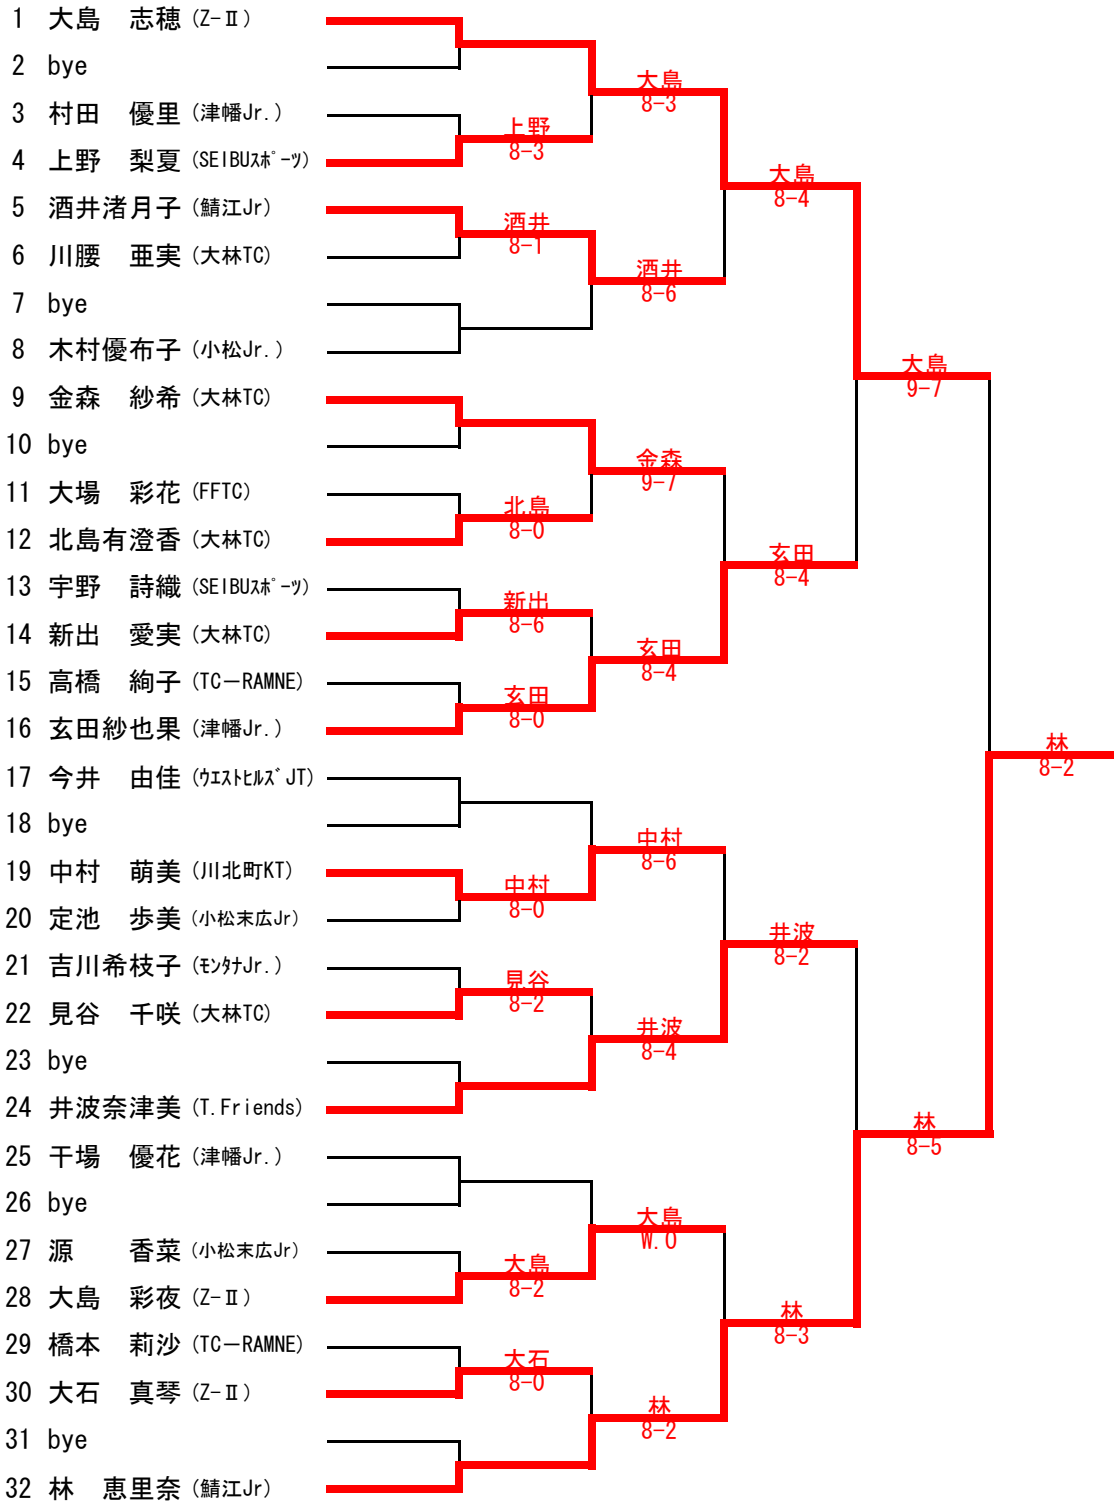 1 大島　志穂 (Z-Ⅱ)
2 bye
大島
8-3
3 村田　優里 (津幡Jr.)
上野
8-3
4 上野　梨夏 (SEIBUｽﾎﾟｰﾂ)
大島
8-4
5 酒井渚月子 (鯖江Jr)
酒井
8-1
6 川腰　亜実 (大林TC)
酒井
8-6
7 bye
8 木村優布子 (小松Jr.)
大島
9-7
9 金森　紗希 (大林TC)
10 bye
金森
9-7
11 大場　彩花 (FFTC)
北島
8-0
12 北島有澄香 (大林TC)
玄田
8-4
13 宇野　詩織 (SEIBUｽﾎﾟｰﾂ)
新出
8-6
14 新出　愛実 (大林TC)
玄田
8-4
15 高橋　絢子 (TC－RAMNE)
玄田
8-0
16 玄田紗也果 (津幡Jr.)
林
8-2
17 今井　由佳 (ｳｴｽﾄﾋﾙｽﾞJT)
18 bye
中村
8-6
19 中村　萌美 (川北町KT)
中村
8-0
20 定池　歩美 (小松末広Jr)
井波
8-2
21 吉川希枝子 (ﾓﾝﾀﾅJr.)
見谷
8-2
22 見谷　千咲 (大林TC)
井波
8-4
23 bye
24 井波奈津美 (T.Friends)
林
8-5
25 干場　優花 (津幡Jr.)
26 bye
大島
W.O
27 源　　香菜 (小松末広Jr)
大島
8-2
28 大島　彩夜 (Z-Ⅱ)
林
8-3
29 橋本　莉沙 (TC－RAMNE)
大石
8-0
30 大石　真琴 (Z-Ⅱ)
林
8-2
31 bye
32 林　恵里奈 (鯖江Jr)